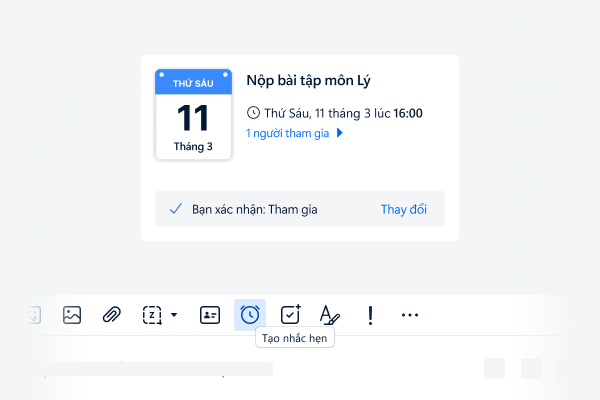 THỨ SÁU
11
Tháng 3
Nộp bài tập môn Lý
Thứ Sáu, 11 tháng 3 lúc 16:00
1 người tham gia
Bạn xác nhận: Tham gia
Thay đổi
Z
A
Tạo nhắc hẹn